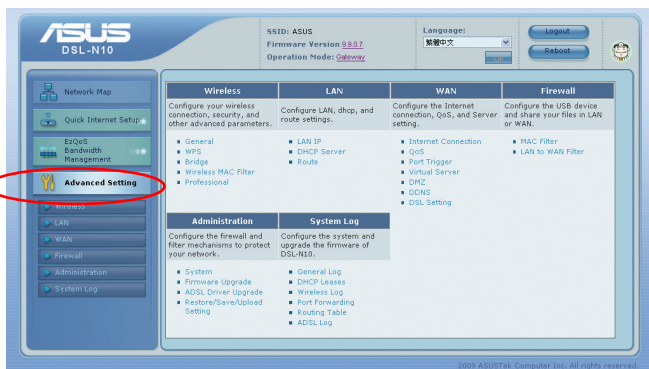 ASUS
DSL-N10
SSID: ASUS
Firmware Version 9.9.0.7
Operation Mode: Gateway
Language:
繁體中文
Logout
Reboot
Network Map
Quick Internet Setup
EzQoS
Bandwidth
Management
Advanced Setting
Wireless
LAN
WAN
Firewall
Administration
System Log
Wireless
Configure your wireless
connection, security, and
other advanced parameters.
General
WPS
Bridge
Wireless MAC Filter
Professional
LAN
Configure LAN, dhcp, and
route settings.
LAN IP
DHCP Server
Route
WAN
Configure the Internet
connection, QoS, and Server
setting.
Internet Connection
QoS
Port Trigger
Virtual Server
DMZ
DDNS
DSL Setting
Firewall
Configure the USB device
and share your files in LAN
or WAN.
MAC Filter
LAN to WAN Filter
Administration
Configure the firewall and
filter mechanisms to protect
your network.
System
Firmware Upgrade
ADSL Driver Upgrade
Restore/Save/Upload
Setting
System Log
Configure the system and
upgrade the firmware of
DSL-N10.
General Log
DHCP Leases
Wireless Log
Port Forwarding
Routing Table
ADSL Log
2009 ASUSTek Computer Inc. All rights reserved.